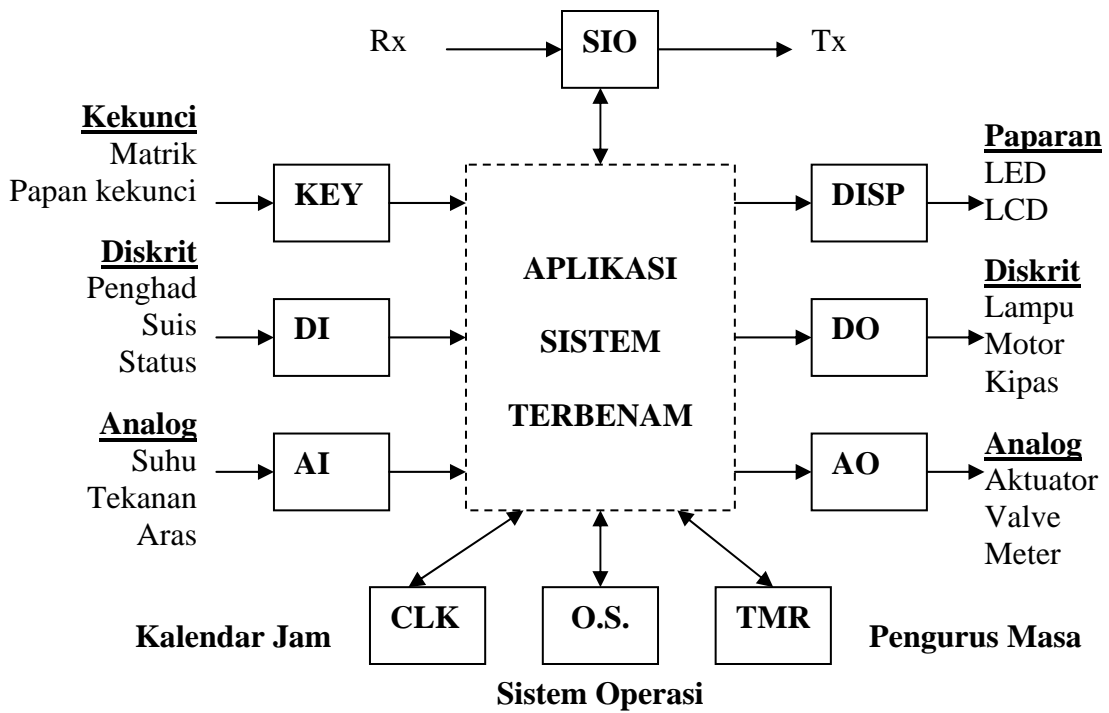 Rx
SIO
Tx
Kekunci
Matrik
Papan kekunci
KEY
DISP
Paparan
LED
LCD
Diskrit
Penghad
Suis
Status
DI
APLIKASI
SISTEM
TERBENAM
DO
Diskrit
Lampu
Motor
Kipas
Analog
Suhu
Tekanan
Aras
AI
AO
Analog
Aktuator
Valve
Meter
Kalendar Jam
CLK
O.S.
TMR
Pengurus Masa
Sistem Operasi